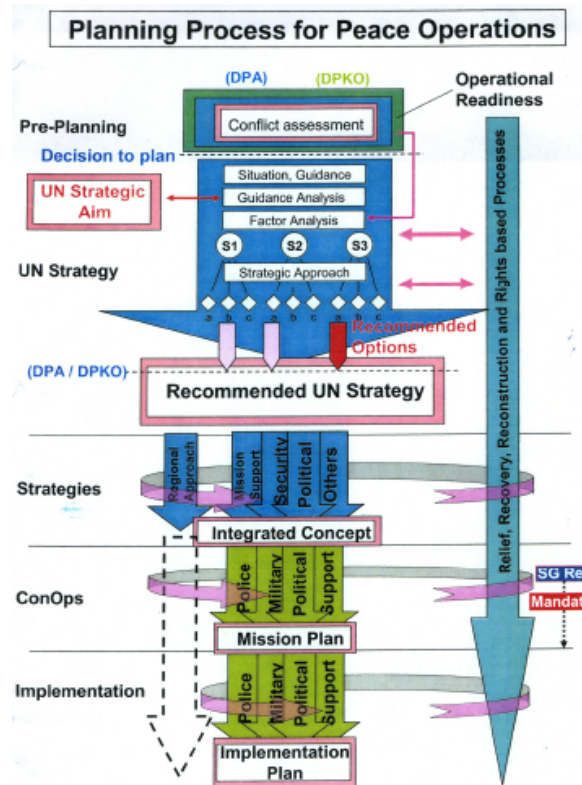 Planning Process for Peace Operations
(DPA)
(DPKO)
Operational
Readiness
Conflict assessment
Pre-Planning
Decision to plan
Situation, Guidance
UN Strategic
Aim
Guidance Analysis
Factor Analysis
S1
S2
S3
UN Strategy
Strategic Approach
a
b
c
a
b
c
a
b
c
Recommended
Options
(DPA / DPKO)
Recommended UN Strategy
Relief, Recovery, Reconstruction and Rights based Processes
Strategies
Regional
Approach
Mission
Support
Security
Political
Others
Integrated Concept
ConOps
Police
Military
Political
Support
SG Re
Mandat
Mission Plan
Implementation
Police
Military
Political
Support
Implementation
Plan